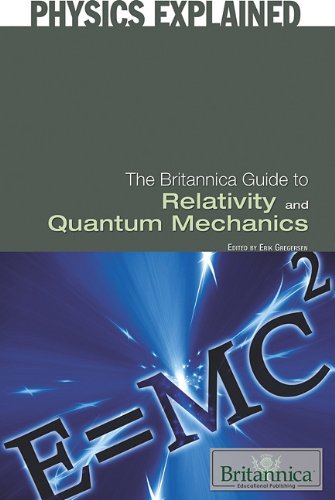 PHYSICS EXPLAINED
The Britannica Guide to
Relativity and
Quantum Mechanics
EDITED BY ERIK GREGERSEN
E=MC²
Britannica
Educational Publishing